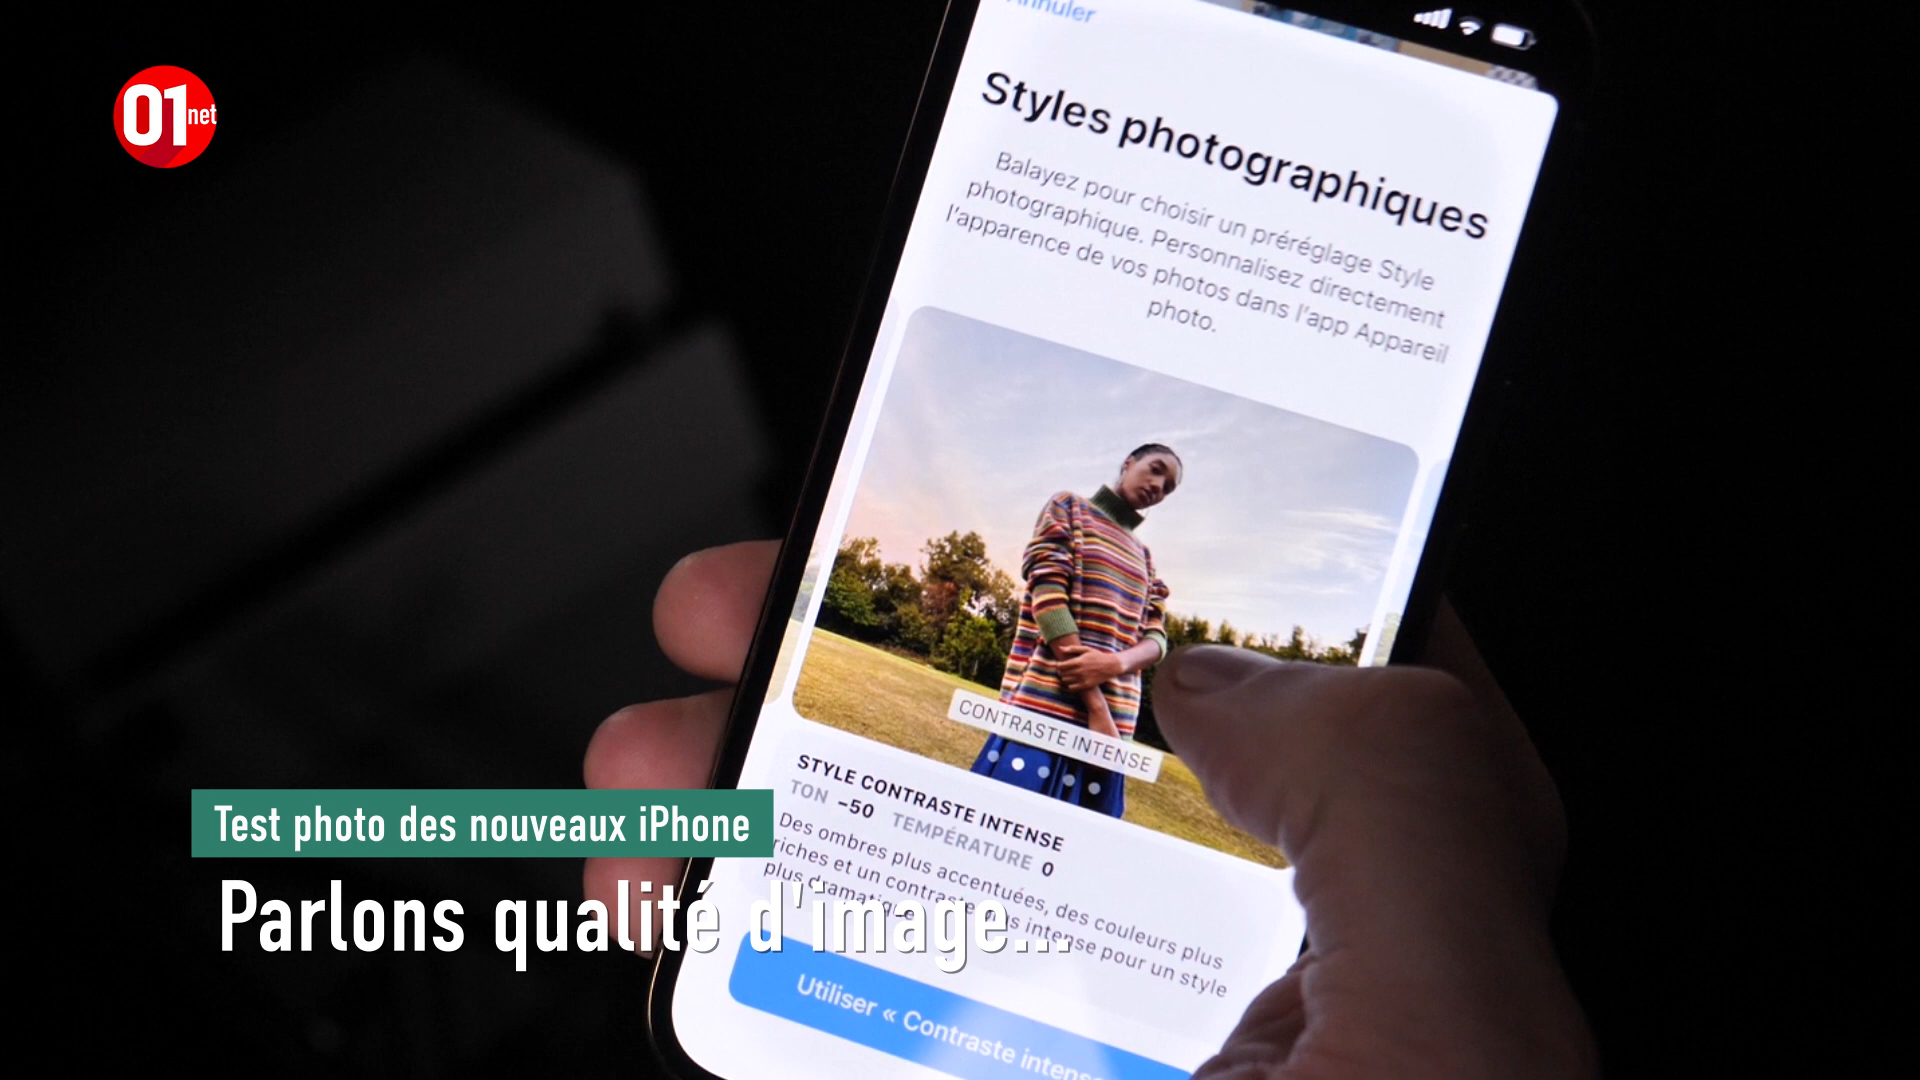 01net
Annuler
Styles photographiques
Balayez pour choisir un préréglage Style
photographique. Personnalisez directement
l'apparence de vos photos dans l'app Appareil
photo.
CONTRASTE INTENSE
STYLE CONTRASTE INTENSE
TON -50 TEMPÉRATURE 0
Des ombres plus accentuées, des couleurs plus
riches et un contraste plus intense pour un style
plus dramatique
Utiliser « Contraste intense
Test photo des nouveaux iPhone
Parlons qualité d'image...